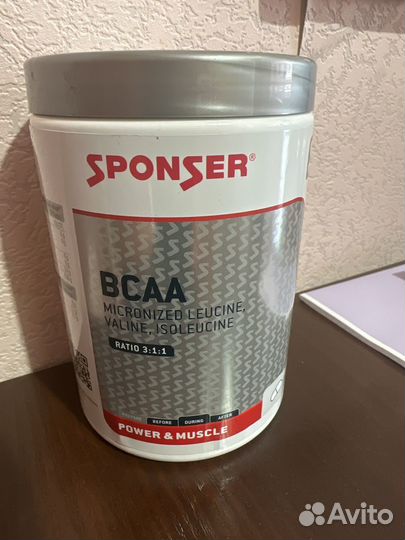 SPONSER®
BCAA
MICRONIZED LEUCINE,
VALINE, ISOLEUCINE
RATIO 3:1:1
BEFORE DURING AFTER
POWER & MUSCLE
Avito